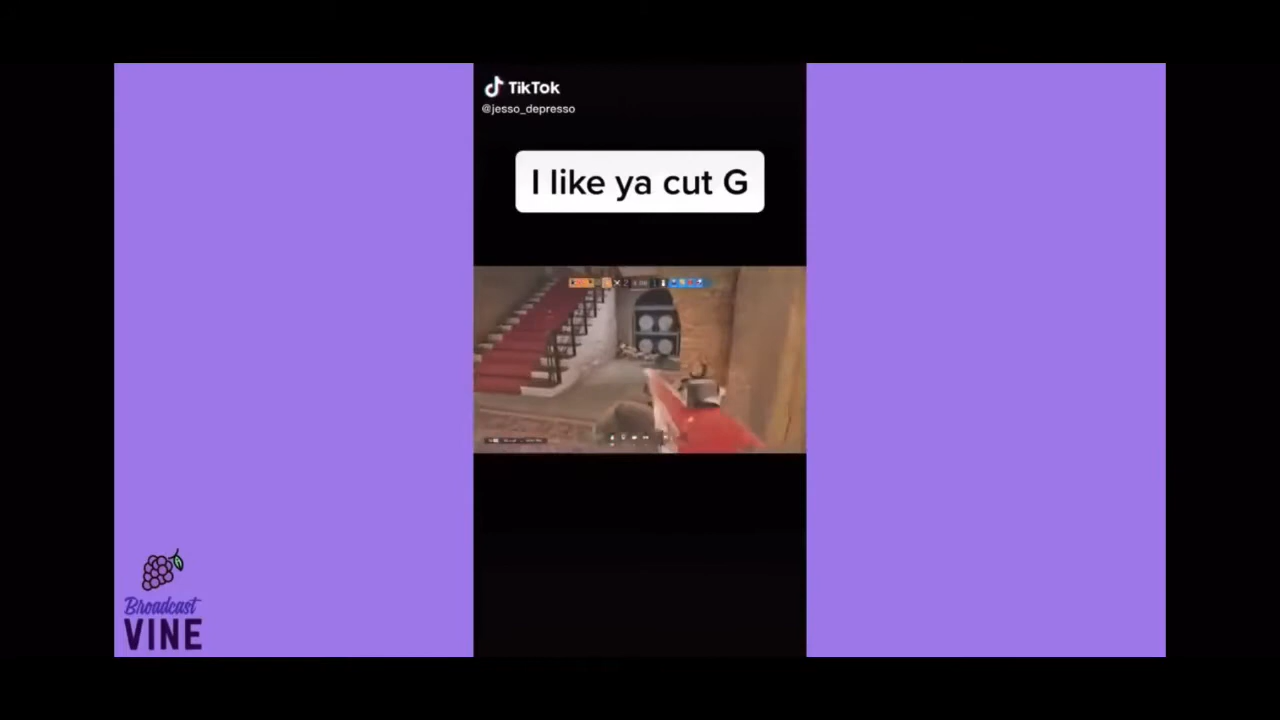 TikTok
@jesso_depresso
I like ya cut G
Broadcast
VINE